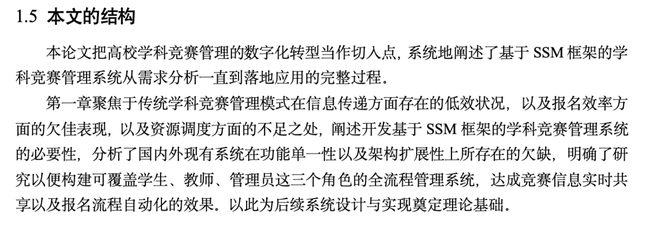 1.5 本文的结构
本论文把高校学科竞赛管理的数字化转型当作切入点，系统地阐述了基于 SSM 框架的学
科竞赛管理系统从需求分析一直到落地应用的完整过程。
第一章聚焦于传统学科竞赛管理模式在信息传递方面存在的低效状况，以及报名效率方
面的欠佳表现，以及资源调度方面的不足之处，阐述开发基于 SSM 框架的学科竞赛管理系统
的必要性，分析了国内外现有系统在功能单一性以及架构扩展性上所存在的欠缺，明确了研
究以便构建可覆盖学生、教师、管理员这三个角色的全流程管理系统，达成竞赛信息实时共
享以及报名流程自动化的效果。以此为后续系统设计与实现奠定理论基础。